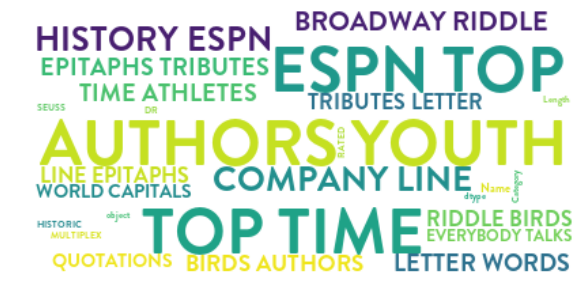 BROADWAY RIDDLE
HISTORY ESPN
ESPN TOP
EPITAPHS TRIBUTES
TIME ATHLETES
TRIBUTES LETTER
Length
SEUSS
DR
AUTHORS YOUTH
RATED
LINE EPITAPHS
COMPANY LINE
WORLD CAPITALS
Name
Category
dtype
object
HISTORIC
MULTIPLEX
TOP TIME
RIDDLE BIRDS
EVERYBODY TALKS
QUOTATIONS
BIRDS AUTHORS
LETTER WORDS